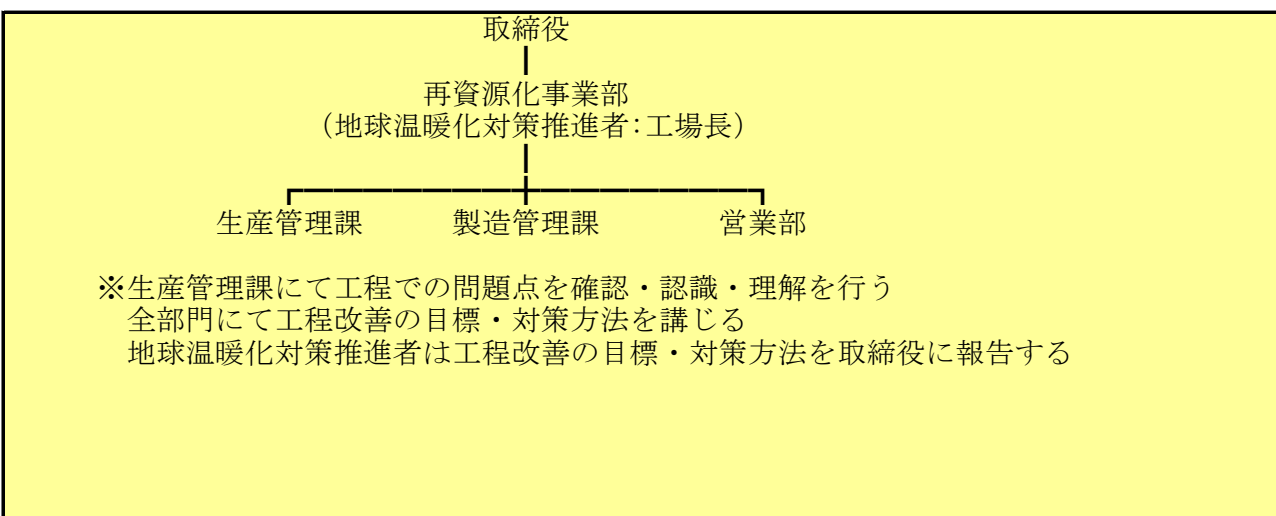 取締役
再資源化事業部
（地球温暖化対策推進者：工場長）
生産管理課　製造管理課　営業部
※生産管理課にて工程での問題点を確認・認識・理解を行う
全部門にて工程改善の目標・対策方法を講じる
地球温暖化対策推進者は工程改善の目標・対策方法を取締役に報告する